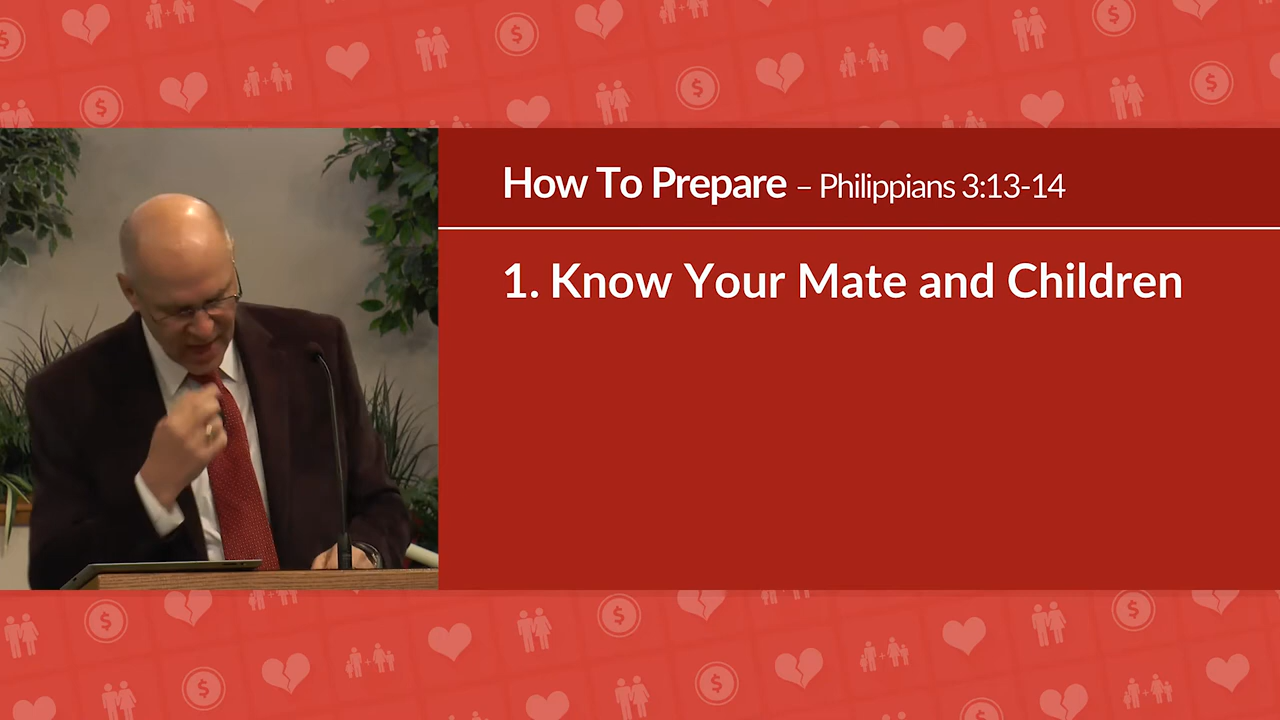 How To Prepare – Philippians 3:13-14
1. Know Your Mate and Children